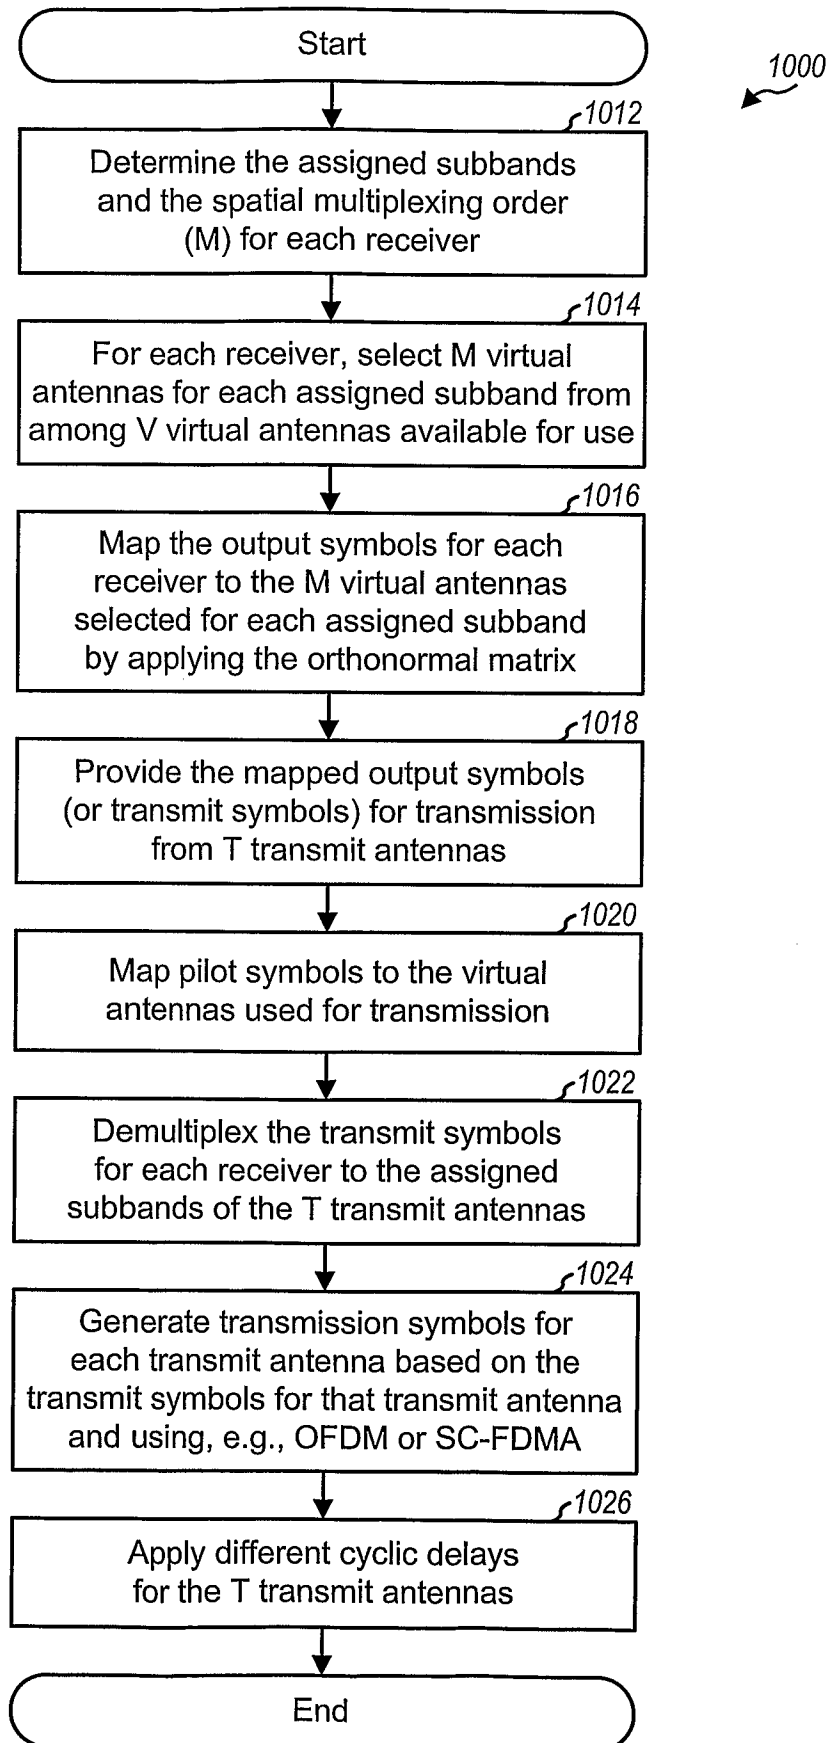 Start
1000
1012
Determine the assigned subbands
and the spatial multiplexing order
(M) for each receiver
1014
For each receiver, select M virtual
antennas for each assigned subband from
among V virtual antennas available for use
1016
Map the output symbols for each
receiver to the M virtual antennas
selected for each assigned subband
by applying the orthonormal matrix
1018
Provide the mapped output symbols
(or transmit symbols) for transmission
from T transmit antennas
1020
Map pilot symbols to the virtual
antennas used for transmission
1022
Demultiplex the transmit symbols
for each receiver to the assigned
subbands of the T transmit antennas
1024
Generate transmission symbols for
each transmit antenna based on the
transmit symbols for that transmit antenna
and using, e.g., OFDM or SC-FDMA
1026
Apply different cyclic delays
for the T transmit antennas
End